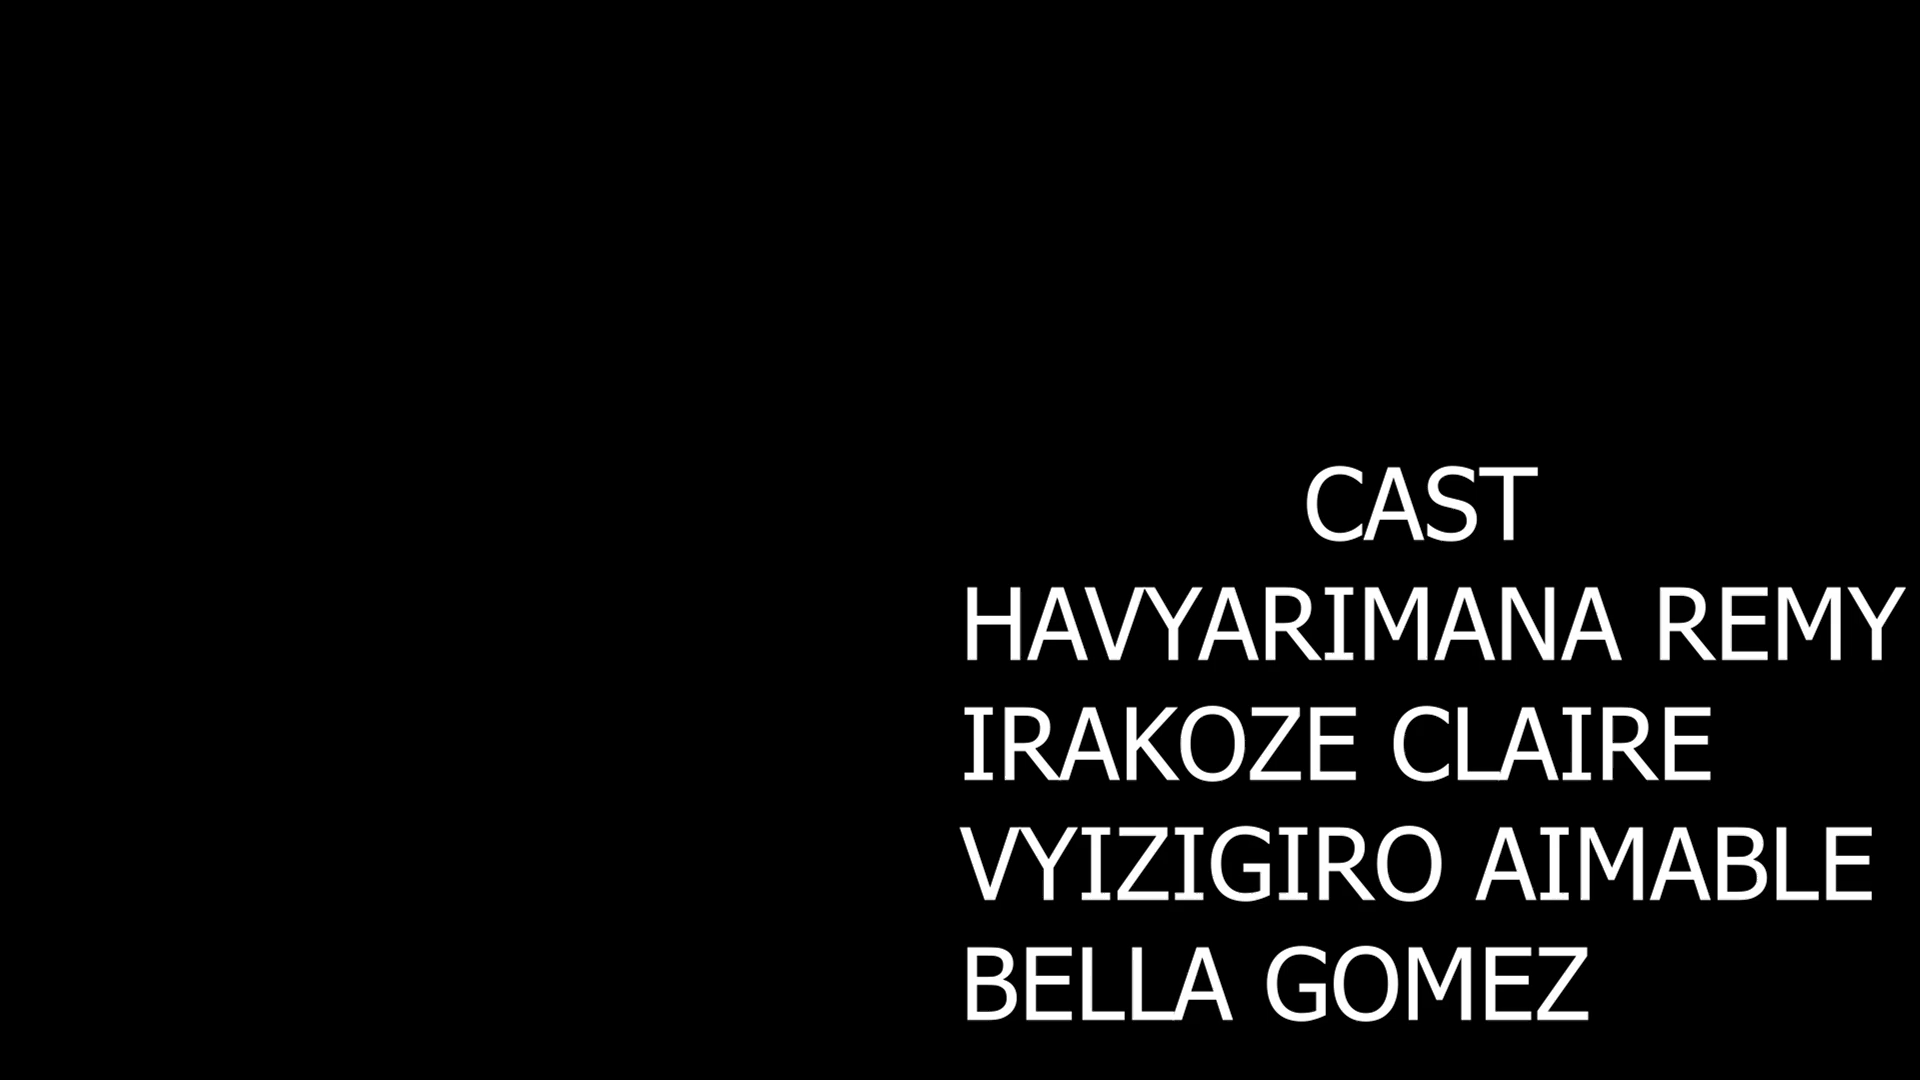 CAST
HAVYARIMANA REMY
IRAKOZE CLAIRE
VYIZIGIRO AIMABLE
BELLA GOMEZ